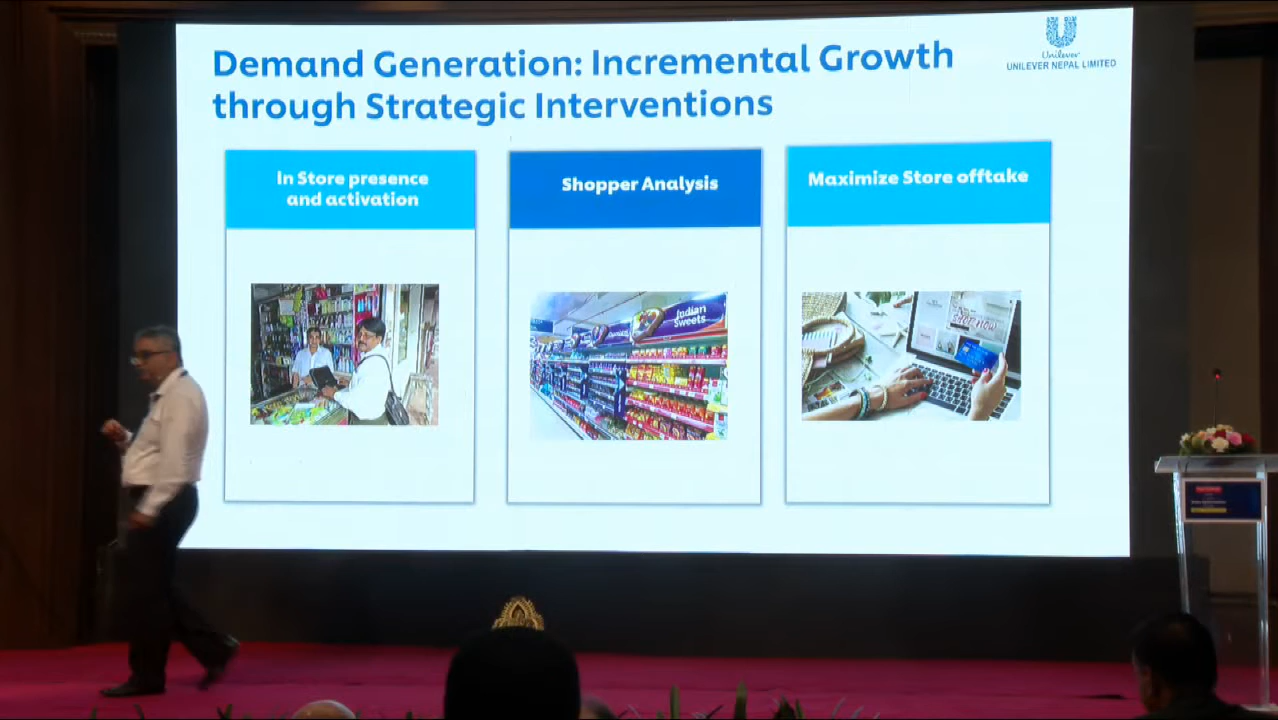 Demand Generation: Incremental Growth
through Strategic Interventions
Unilever
UNILEVER NEPAL LIMITED
In Store presence
and activation
Shopper Analysis
Maximize Store offtake
Indian
Sweets